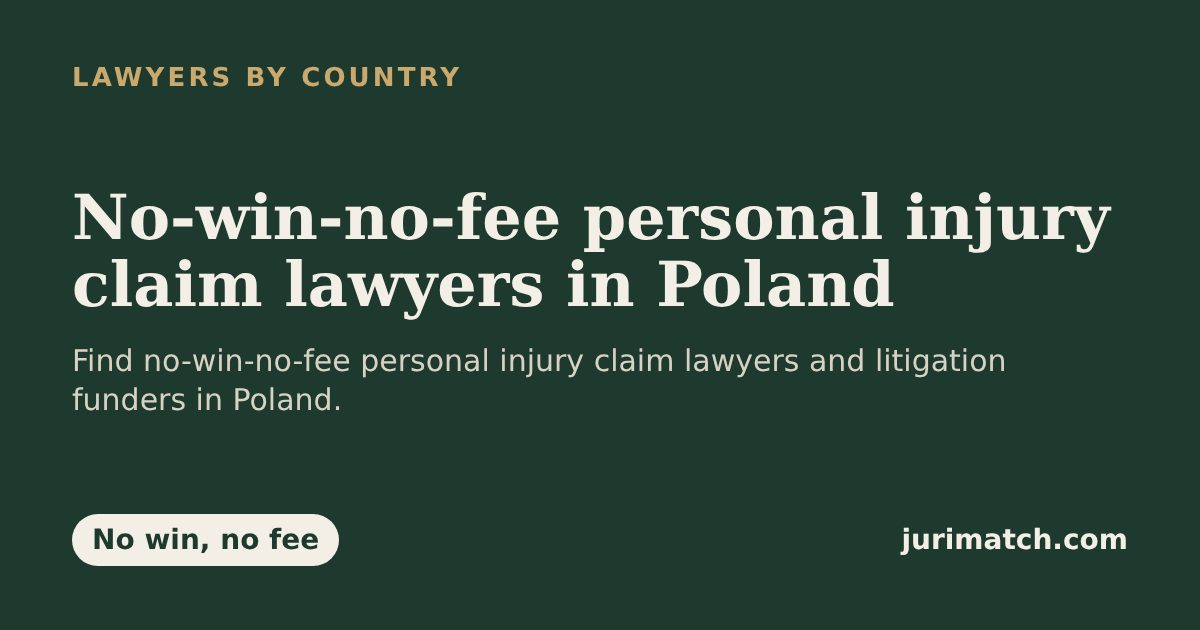 LAWYERS BY COUNTRY
No-win-no-fee personal injury
claim lawyers in Poland
Find no-win-no-fee personal injury claim lawyers and litigation
funders in Poland.
No win, no fee
jurimatch.com